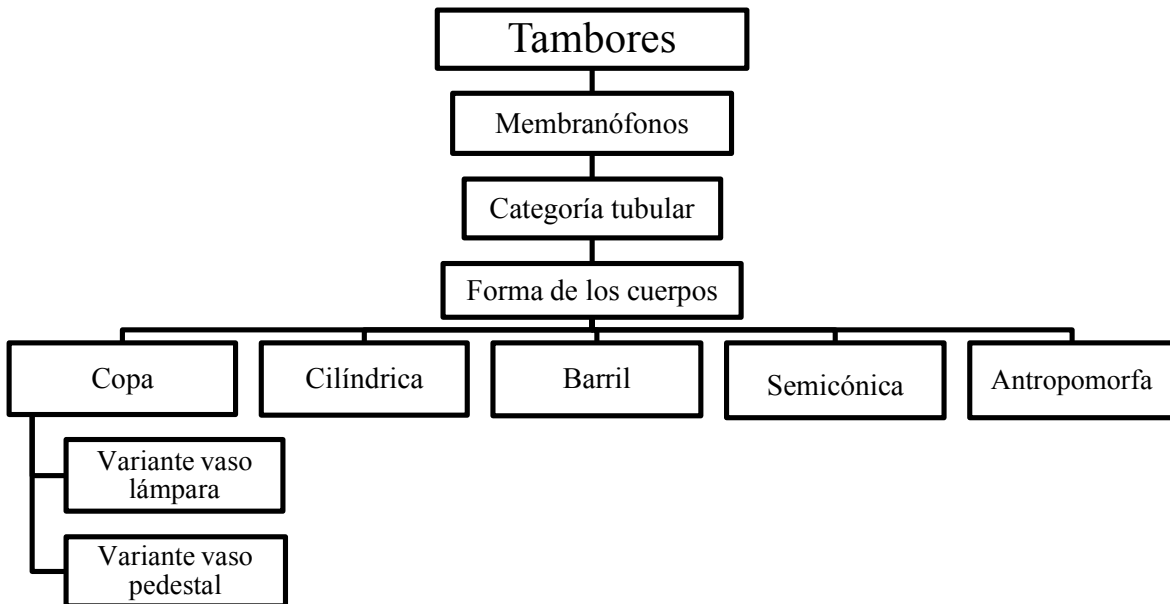 Tambores
Membranófonos
Categoría tubular
Forma de los cuerpos
Copa
Cilíndrica
Barril
Semicónica
Antropomorfa
Variante vaso
lámpara
Variante vaso
pedestal